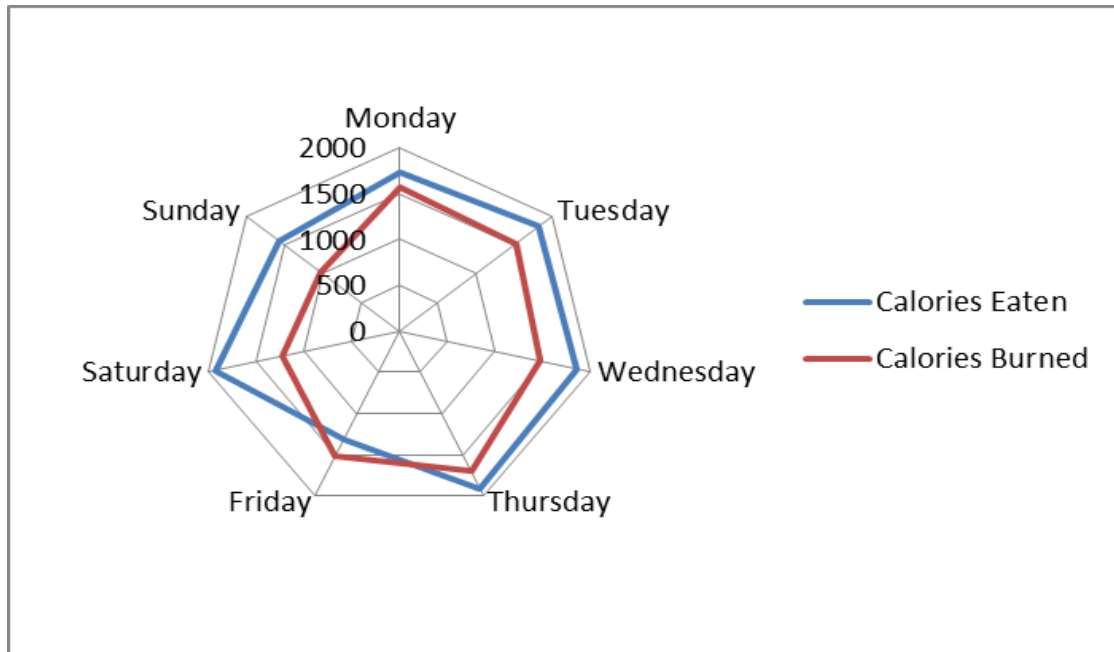 Monday
2000
1500
Sunday
Tuesday
1000
500
0
Saturday
Wednesday
Friday
Thursday
Calories Eaten
Calories Burned